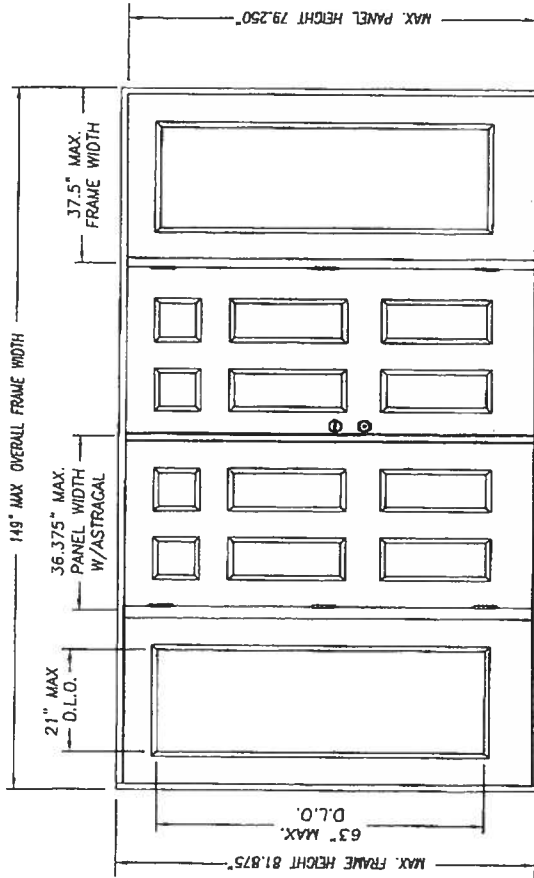 149" MAX OVERALL FRAME WIDTH
37.5" MAX.
FRAME WIDTH
36.375" MAX.
PANEL WIDTH
W/ASTRAGAL
21" MAX
D.L.O.
63" MAX.
D.L.O.
MAX. FRAME HEIGHT 81.875"
MAX. PANEL HEIGHT 79.250"